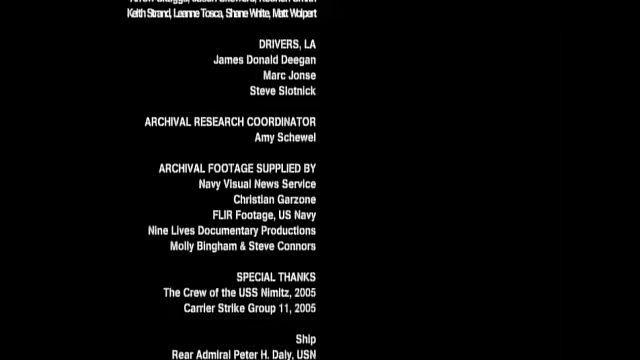 Keith Strand, Leanne Tosca, Shane White, Matt Wolpert
DRIVERS, LA
James Donald Deegan
Marc Jonse
Steve Slotnick
ARCHIVAL RESEARCH COORDINATOR
Amy Schewel
ARCHIVAL FOOTAGE SUPPLIED BY
Navy Visual News Service
Christian Garzone
FLIR Footage, US Navy
Nine Lives Documentary Productions
Molly Bingham & Steve Connors
SPECIAL THANKS
The Crew of the USS Nimitz, 2005
Carrier Strike Group 11, 2005
Ship
Rear Admiral Peter H. Daly, USN